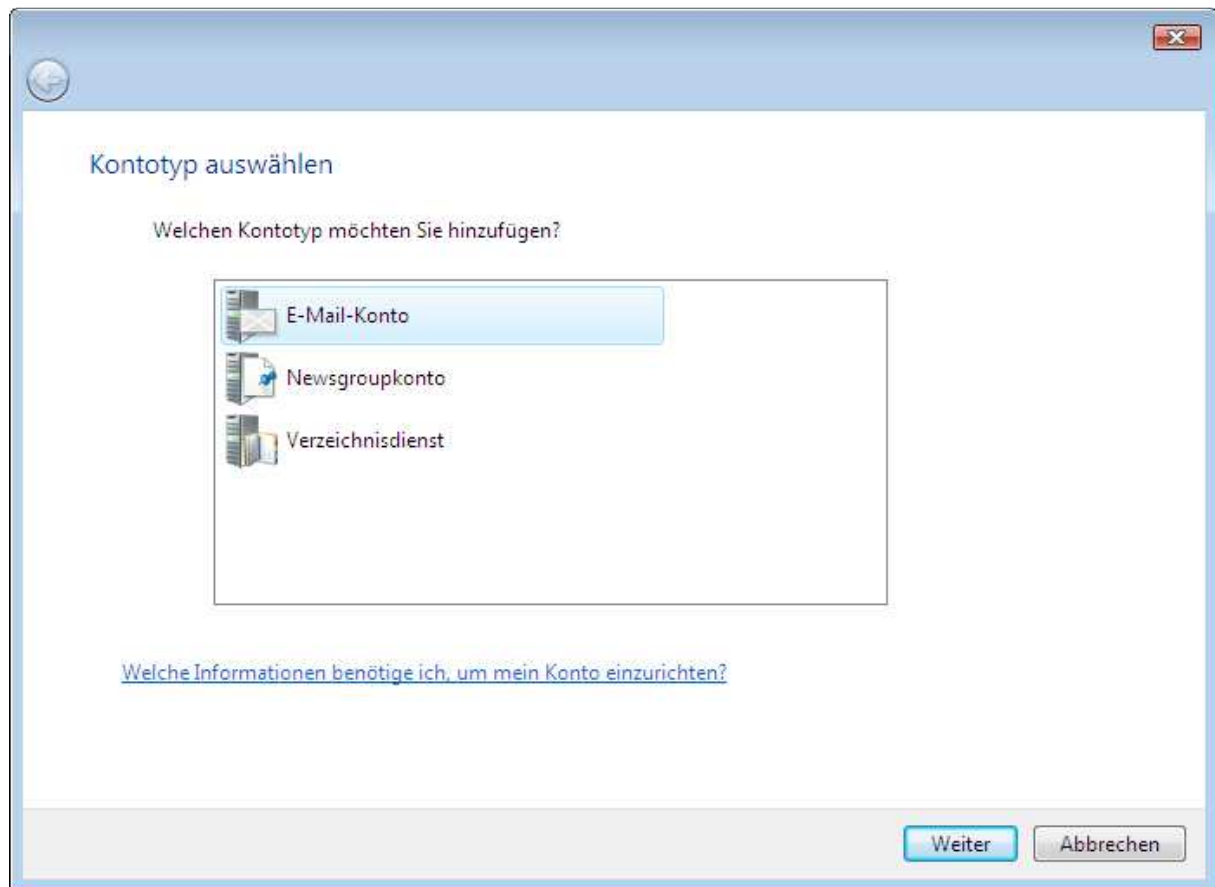 Kontotyp auswählen
Welchen Kontotyp möchten Sie hinzufügen?
E-Mail-Konto
Newsgroupkonto
Verzeichnisdienst
Welche Informationen benötige ich, um mein Konto einzurichten?
Weiter Abbrechen